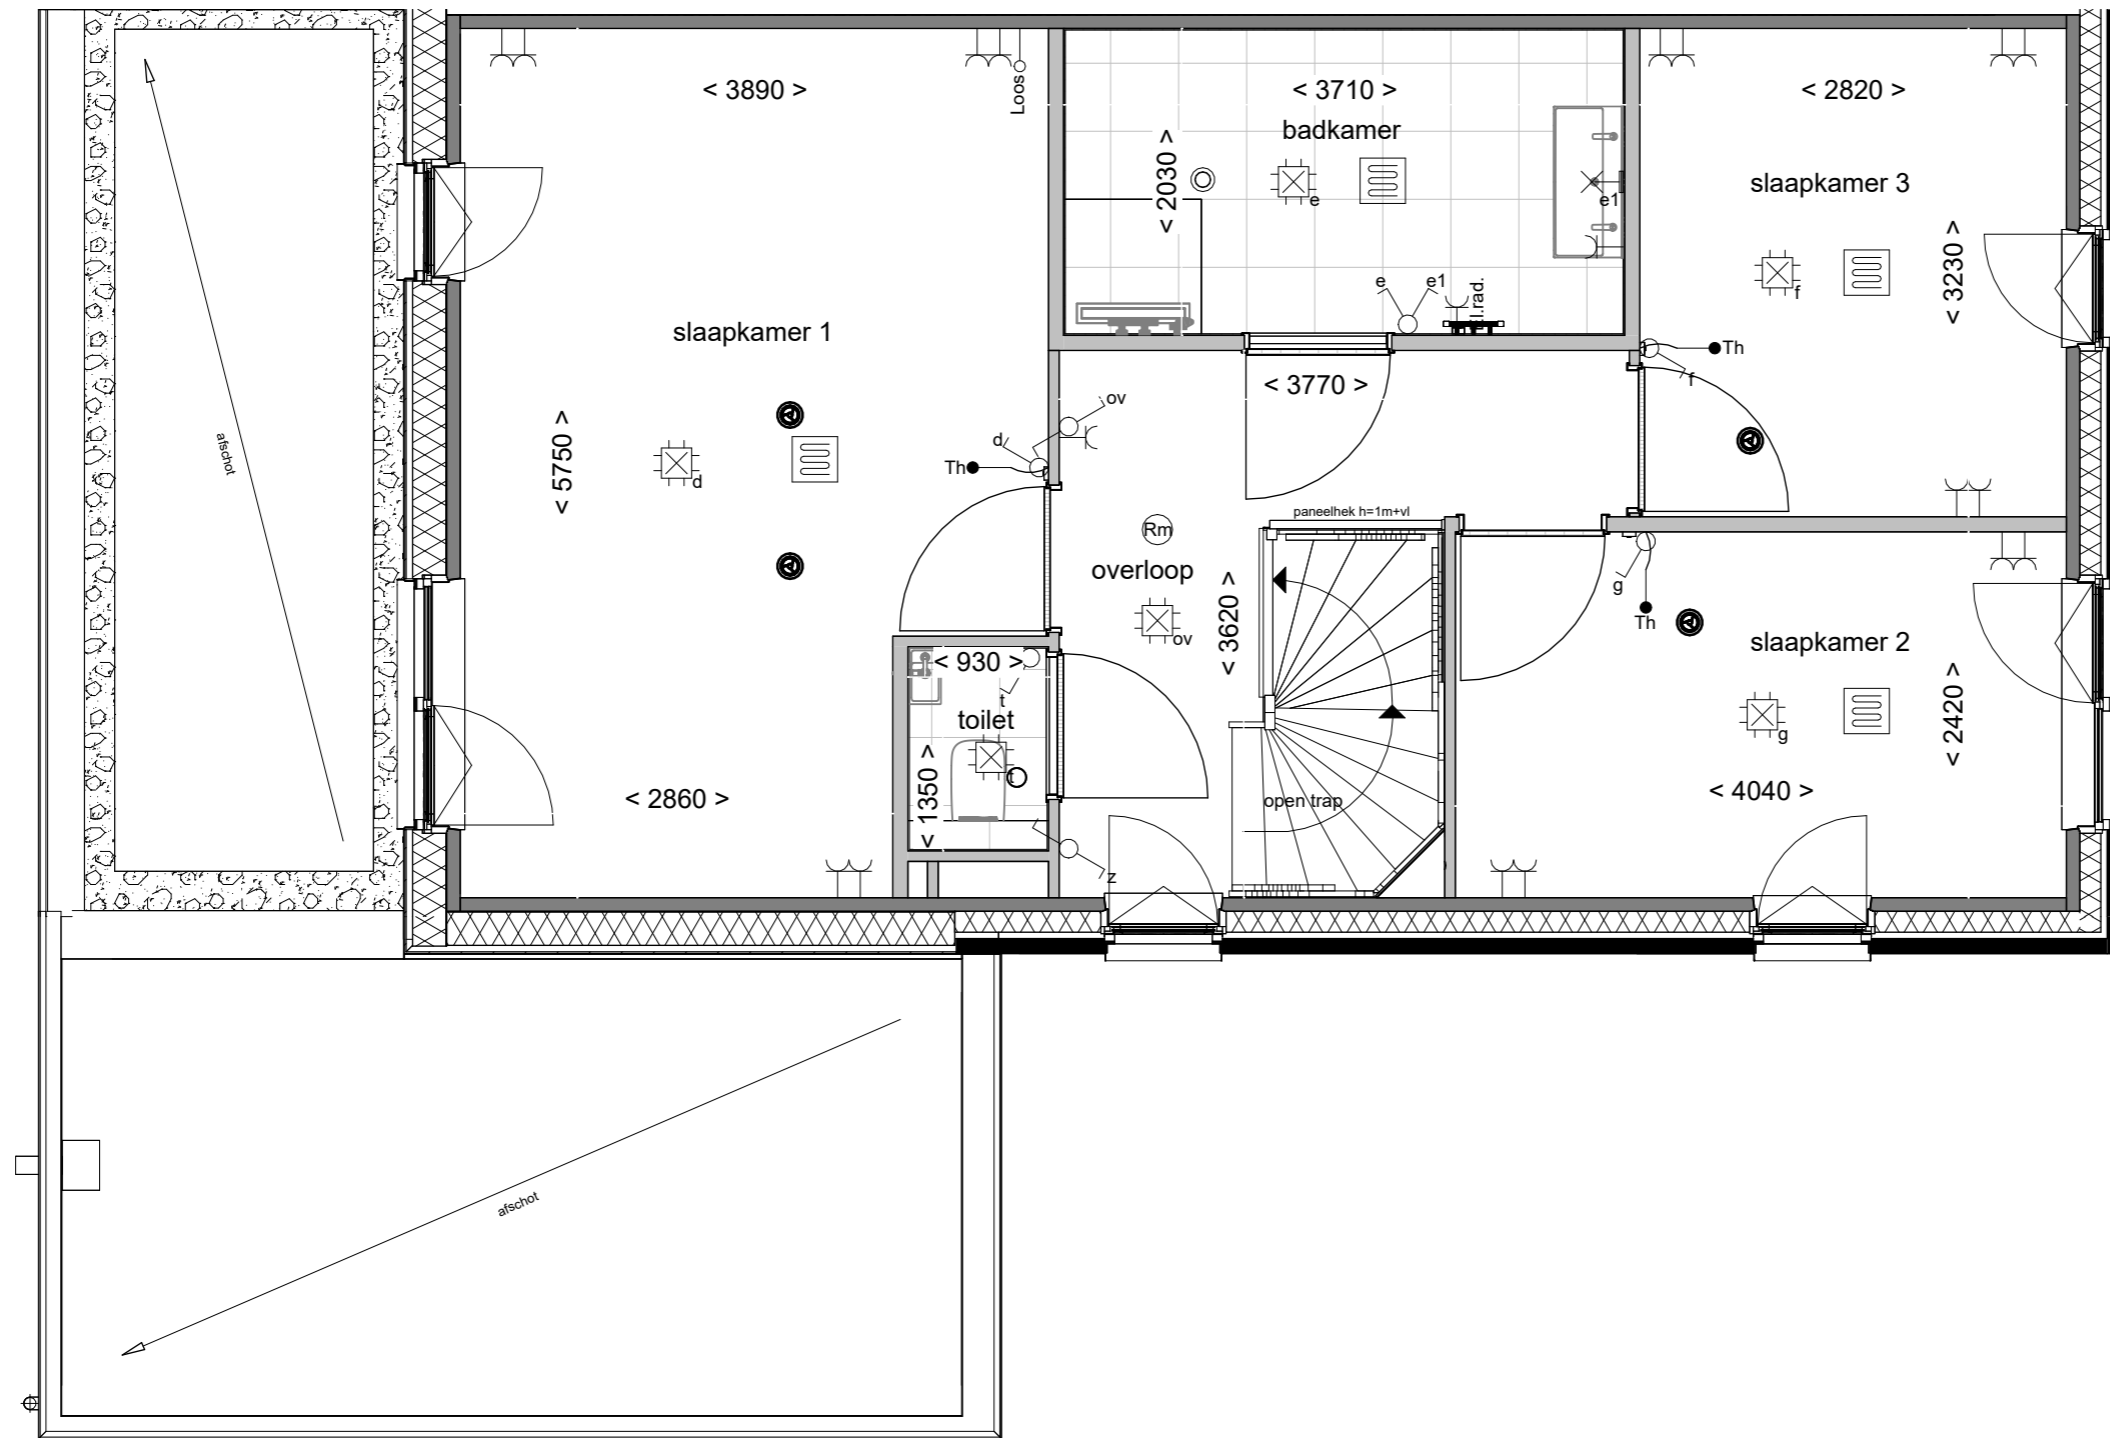 < 3890 >
Loos
< 3710 >
badkamer
< 2030 >
e
e1
e
e1
< 2820 >
slaapkamer 3
f
< 3230 >
slaapkamer 1
Th
f
< 3770 >
ov
d
Th
< 5750 >
d
afschot
paneelhek h=1m+vl
Rm
overloop
ov
< 3620 >
g
Th
slaapkamer 2
< 930 >
t
toilet
t
< 1350 >
g
< 2420 >
< 2860 >
open trap
< 4040 >
z
afschot